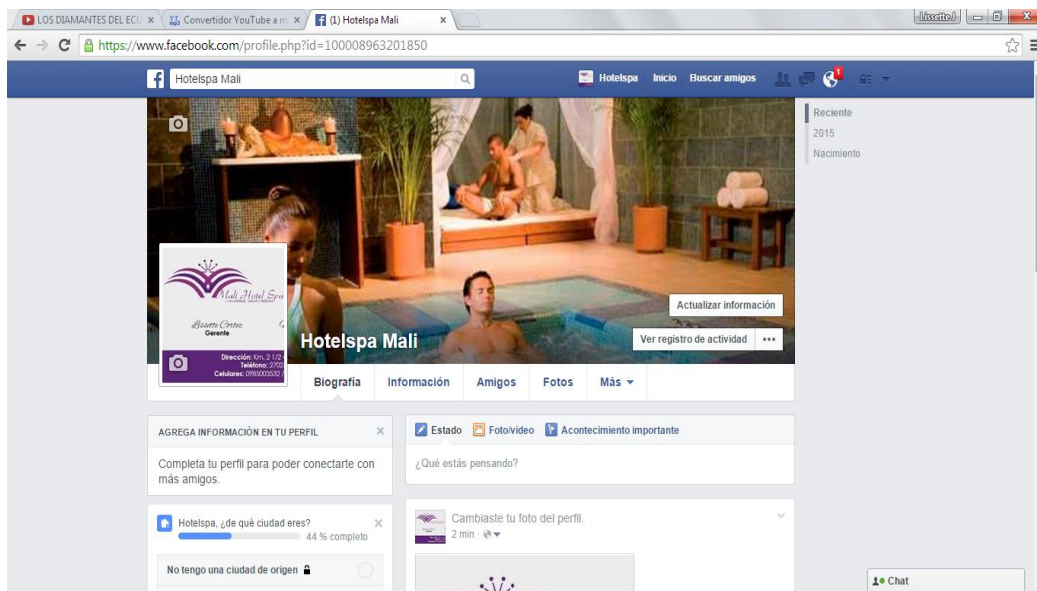 LOS DIAMANTES DEL ECU
Convertidor YouTube a m
(1) Hotelspa Mali
Lissette J
https://www.facebook.com/profile.php?id=100008963201850
Hotelspa Mali
Hotelspa Inicio Buscar amigos
1
Reciente
2015
Nacimiento
Mali Hotel Spa
Lissette Cortez
Gerente
Dirección: Km. 2 1/2
Teléfono: 2702
Celulares: 0985003532 /
Hotelspa Mali
Actualizar información
Ver registro de actividad
Biografía Información Amigos Fotos Más
AGREGA INFORMACIÓN EN TU PERFIL
Completa tu perfil para poder conectarte con
más amigos.
Hotelspa, ¿de qué ciudad eres?
44 % completo
No tengo una ciudad de origen
Estado Foto/video Acontecimiento importante
¿Qué estás pensando?
Cambiaste tu foto del perfil.
2 min ·
1 Chat